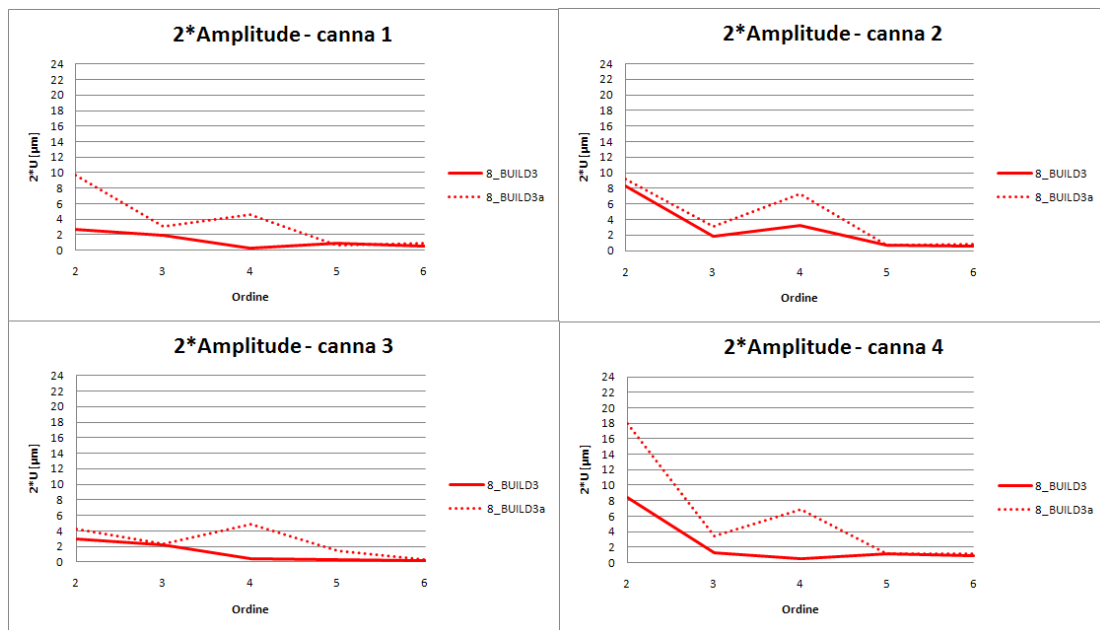 2*Amplitude - canna 1
24
22
20
18
16
14
12
10
8
6
4
2
0
2*U [µm]
2 3 4 5 6
Ordine
8_BUILD3
8_BUILD3a
2*Amplitude - canna 2
24
22
20
18
16
14
12
10
8
6
4
2
0
2*U [µm]
2 3 4 5 6
Ordine
8_BUILD3
8_BUILD3a
2*Amplitude - canna 3
24
22
20
18
16
14
12
10
8
6
4
2
0
2*U [µm]
2 3 4 5 6
Ordine
8_BUILD3
8_BUILD3a
2*Amplitude - canna 4
24
22
20
18
16
14
12
10
8
6
4
2
0
2*U [µm]
2 3 4 5 6
Ordine
8_BUILD3
8_BUILD3a